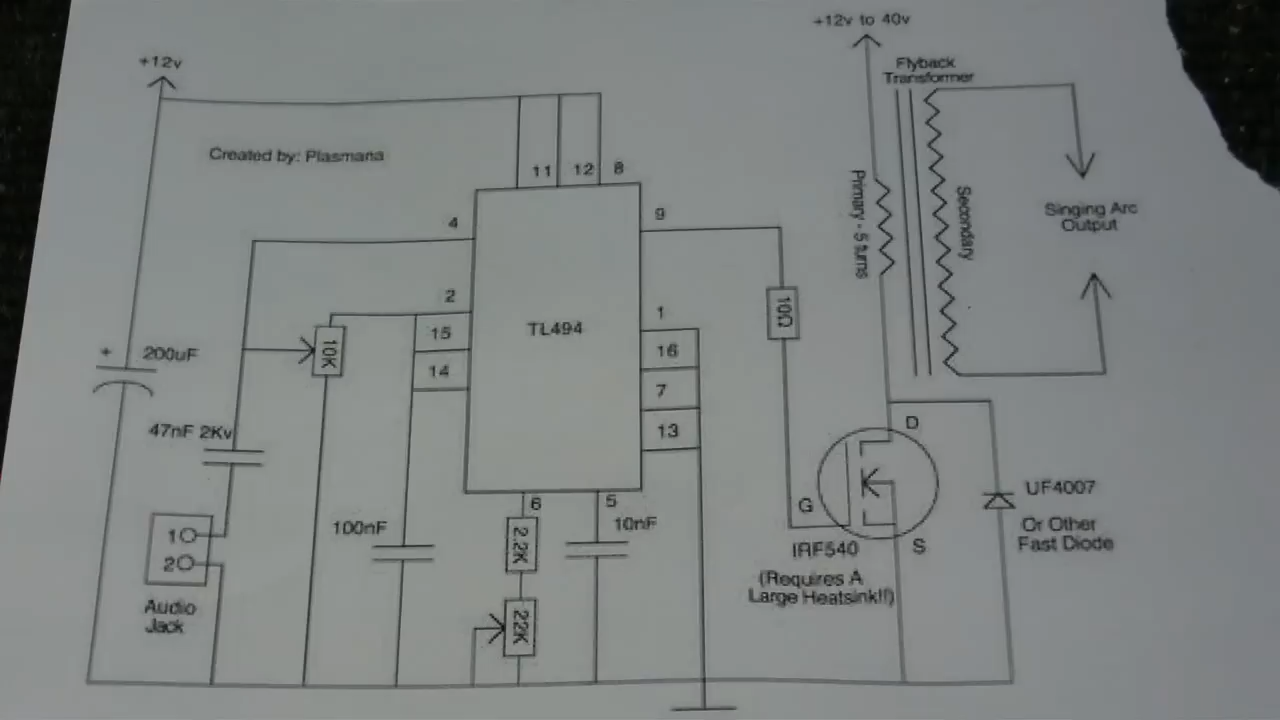 +12v to 40v
+12v
Flyback
Transformer
Created by: Plasmana
11
12
8
4
9
Primary - 5 turns
Secondary
Singing Arc
Output
2
15
14
10K
TL494
1
16
7
13
10Ω
+
200uF
47nF 2Kv
1
2
Audio
Jack
100nF
6
5
2.2K
22K
10nF
D
G
S
IRF540
(Requires A
Large Heatsink!!)
UF4007
Or Other
Fast Diode